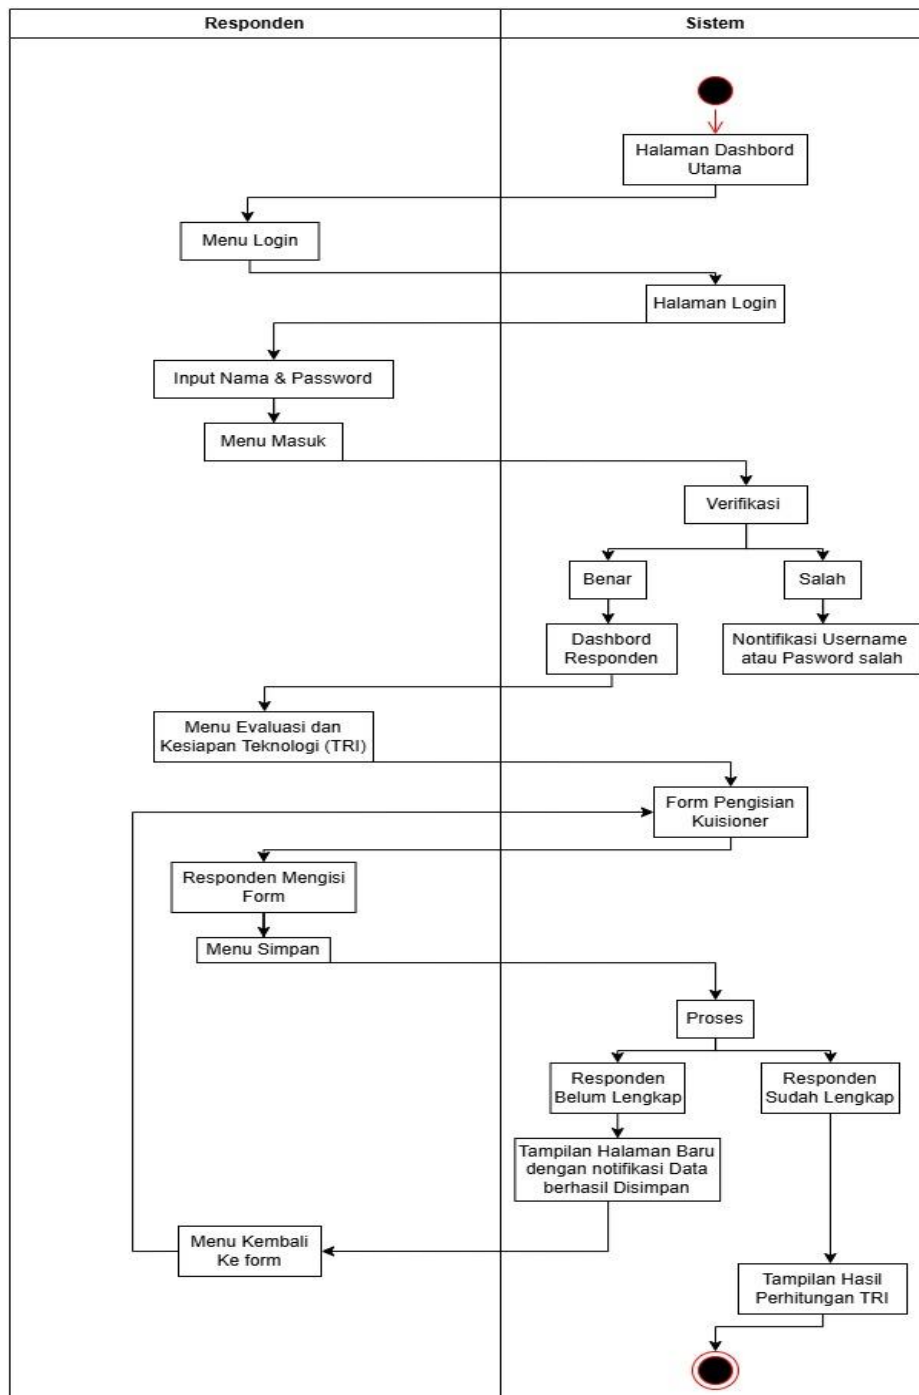 Responden
Sistem
Halaman Dashbord
Utama
Menu Login
Halaman Login
Input Nama & Password
Menu Masuk
Verifikasi
Benar
Salah
Dashbord
Responden
Nontifikasi Username
atau Pasword salah
Menu Evaluasi dan
Kesiapan Teknologi (TRI)
Form Pengisian
Kuisioner
Responden Mengisi
Form
Menu Simpan
Proses
Responden
Belum Lengkap
Responden
Sudah Lengkap
Tampilan Halaman Baru
dengan notifikasi Data
berhasil Disimpan
Menu Kembali
Ke form
Tampilan Hasil
Perhitungan TRI